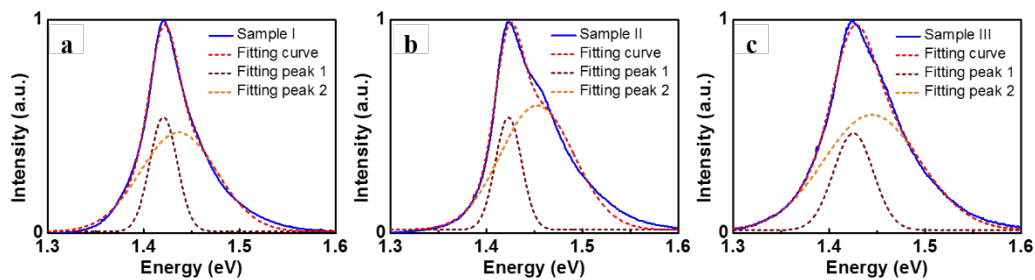 a
Sample I
Fitting curve
Fitting peak 1
Fitting peak 2
Intensity (a.u.)
1
0
1.3 1.4 1.5 1.6
Energy (eV)
b
Sample II
Fitting curve
Fitting peak 1
Fitting peak 2
Intensity (a.u.)
1
0
1.3 1.4 1.5 1.6
Energy (eV)
c
Sample III
Fitting curve
Fitting peak 1
Fitting peak 2
Intensity (a.u.)
1
0
1.3 1.4 1.5 1.6
Energy (eV)